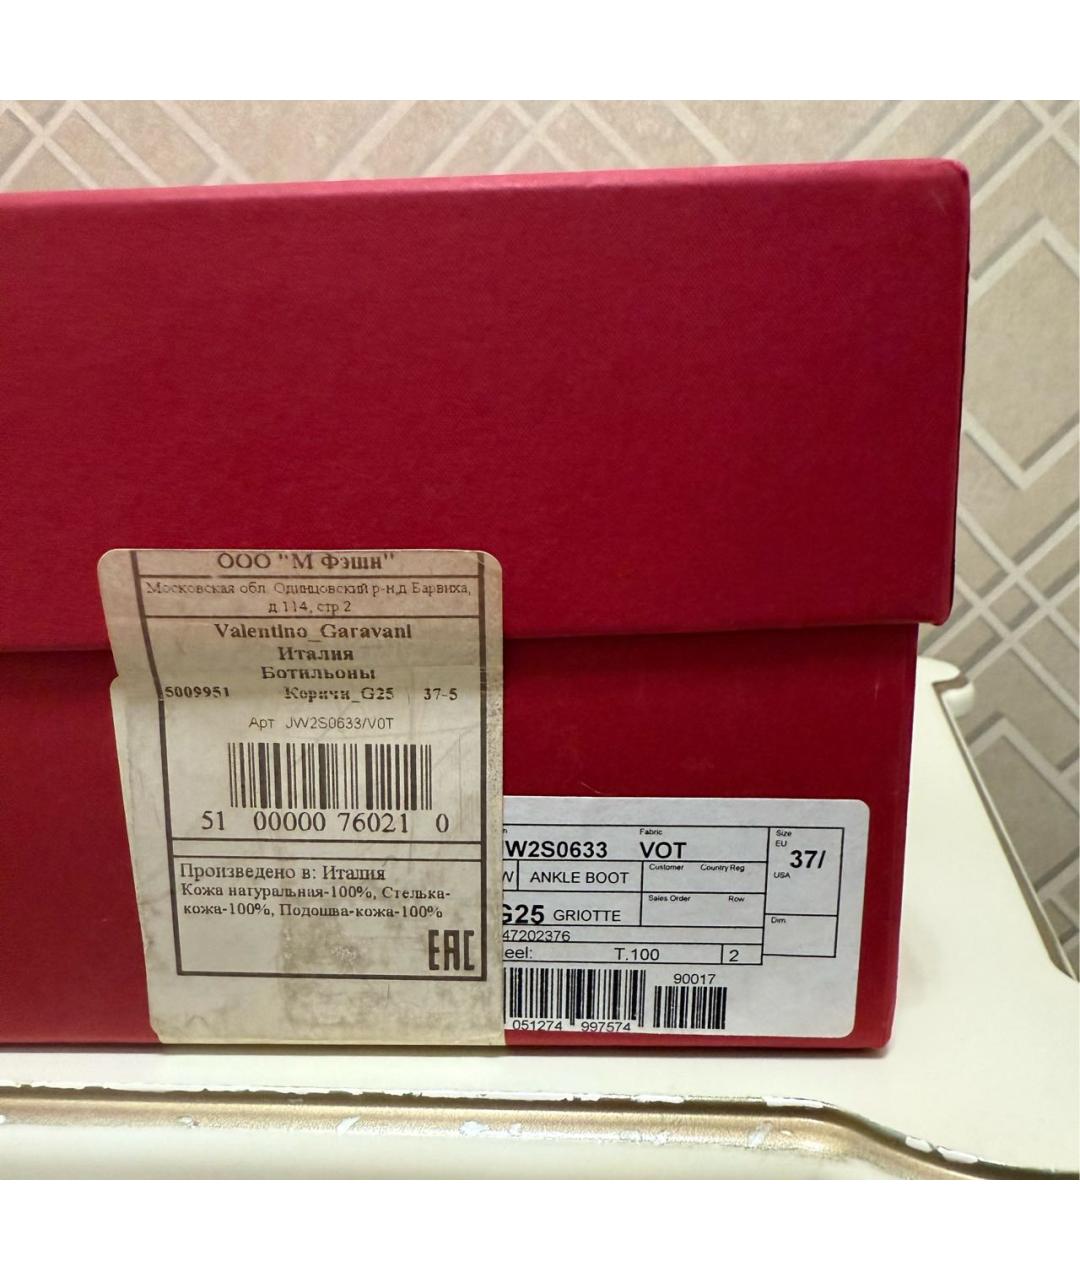 ООО "М Фэшн"
Московская обл. Одинцовский р-н,д Барвиха,
д.114, стр.2
Valentino_Garavani
Италия
Ботильоны
5009951 Коричн_G25 37-5
Арт JW2S0633/V0T
51 00000 76021 0
Произведено в: Италия
Кожа натуральная-100%, Стелька-
кожа-100%, Подошва-кожа-100%
EAC
Fabric
W2S0633 VOT
Customer Country Reg
W ANKLE BOOT
Sales Order Row
G25 GRIOTTE
47202376
eel: T.100 2
Size
EU
37/
USA
Dim.
90017
051274 997574